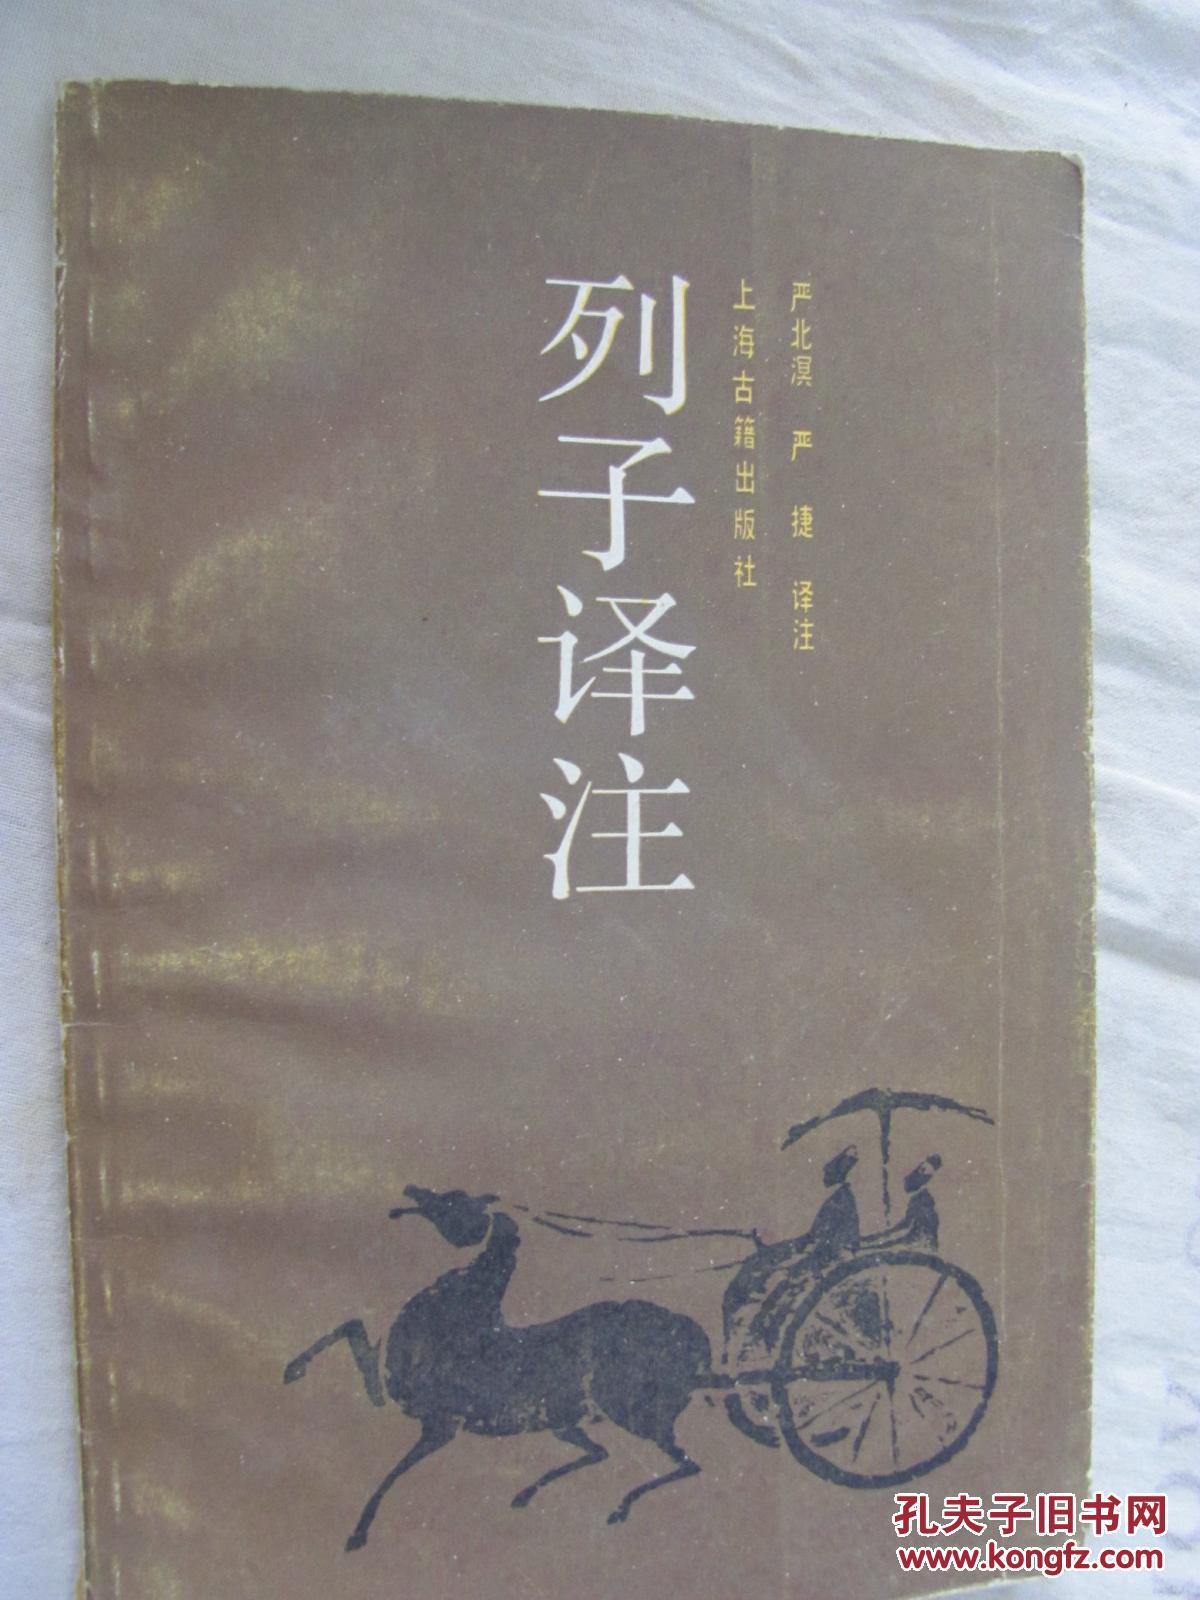 严北溟 严 捷 译注
上海古籍出版社
列子译注
孔夫子旧书网
www.kongfz.com